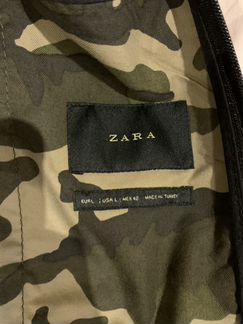 ZARA
EUR L | USA L | MEX 42 MADE IN TURKEY